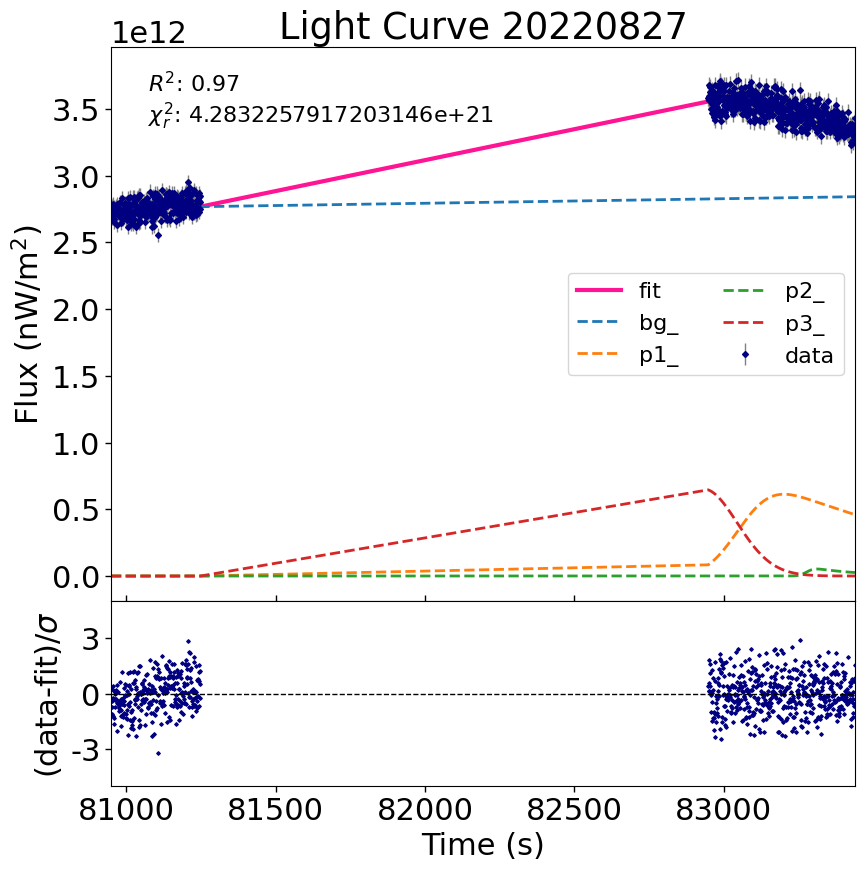 Light Curve 20220827
1e12
R²: 0.97
χ²ᵣ: 4.2832257917203146e+21
Flux (nW/m²)
3.5
3.0
2.5
2.0
1.5
1.0
0.5
0.0
fit
bg_
p1_
p2_
p3_
data
(data-fit)/σ
3
0
-3
81000 81500 82000 82500 83000
Time (s)